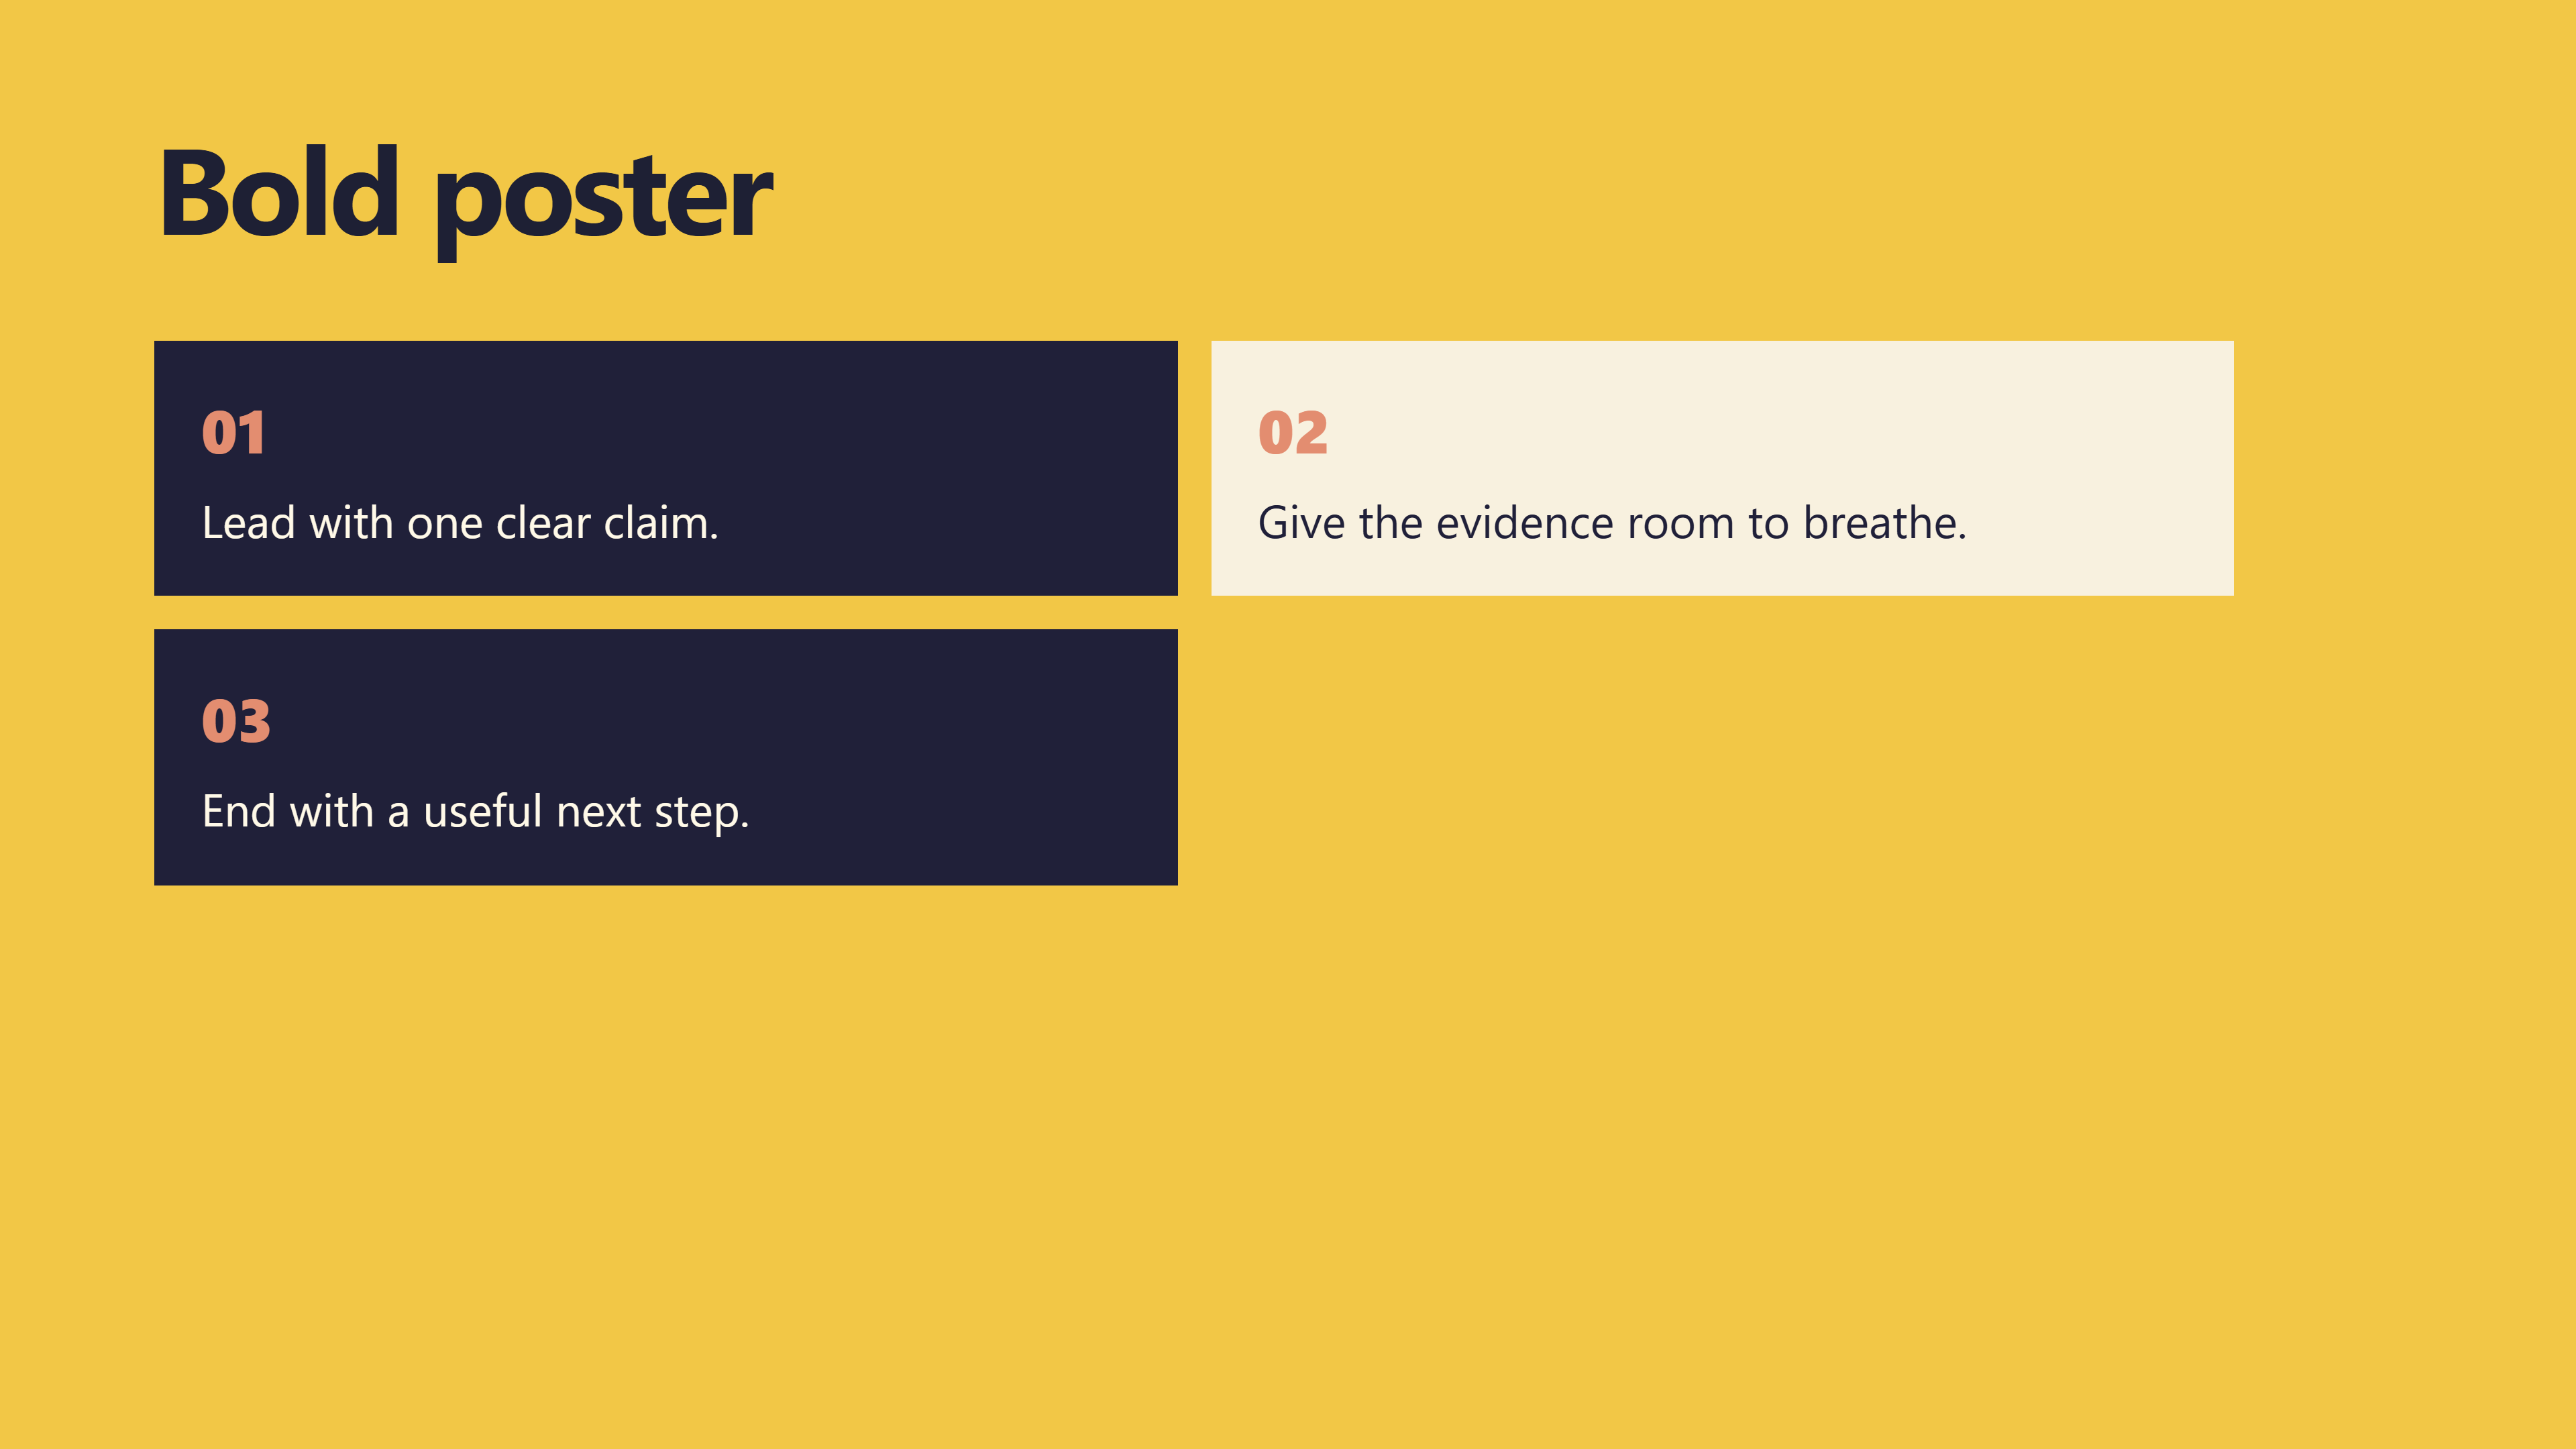 Bold poster
01
Lead with one clear claim.
02
Give the evidence room to breathe.
03
End with a useful next step.